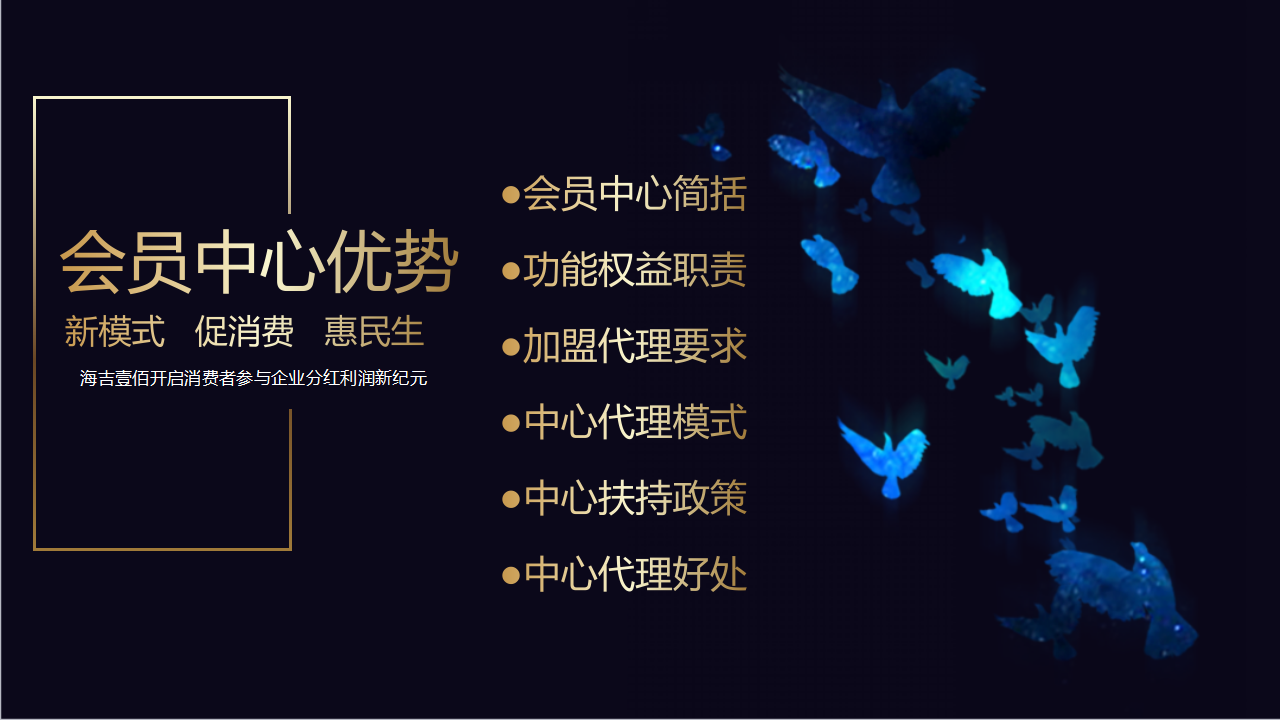 会员中心优势
新模式 促消费 惠民生
海吉壹佰开启消费者参与企业分红利润新纪元
●会员中心简括
●功能权益职责
●加盟代理要求
●中心代理模式
●中心扶持政策
●中心代理好处